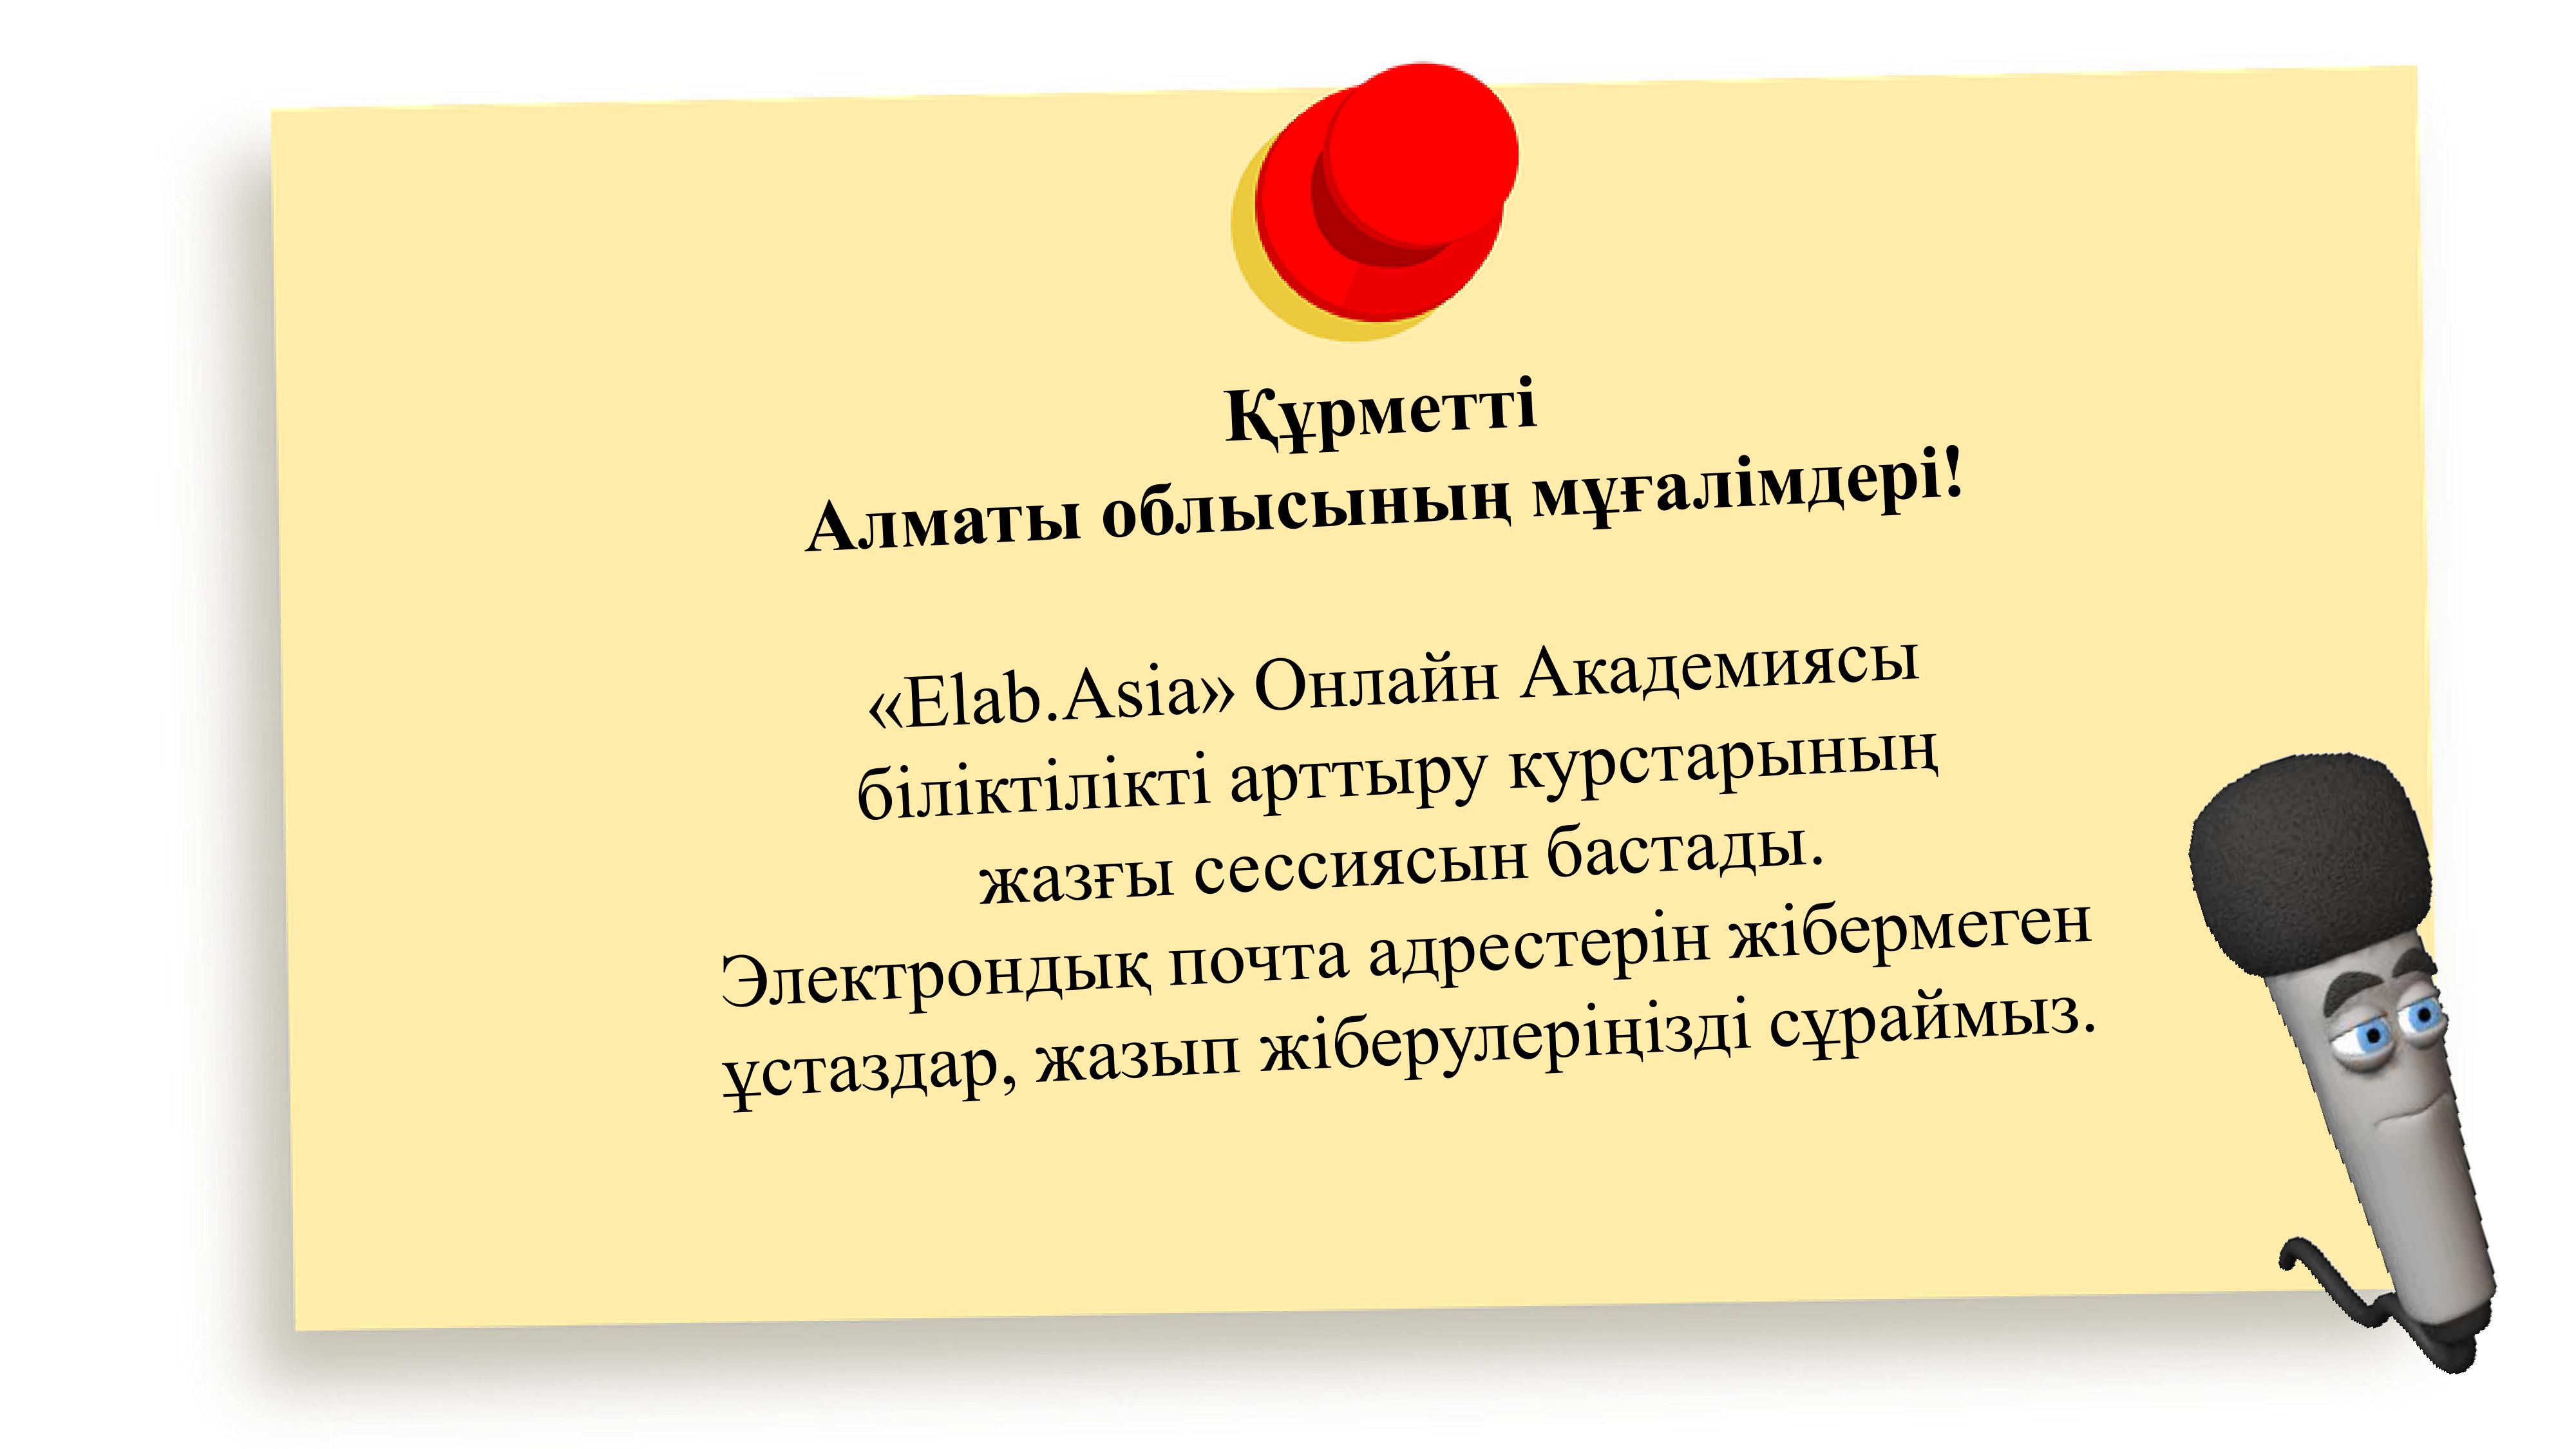 Құрметті
Алматы облысының мұғалімдері!
«Elab.Asia» Онлайн Академиясы
біліктілікті арттыру курстарының
жазғы сессиясын бастады.
Электрондық почта адрестерін жібермеген
ұстаздар, жазып жіберулеріңізді сұраймыз.